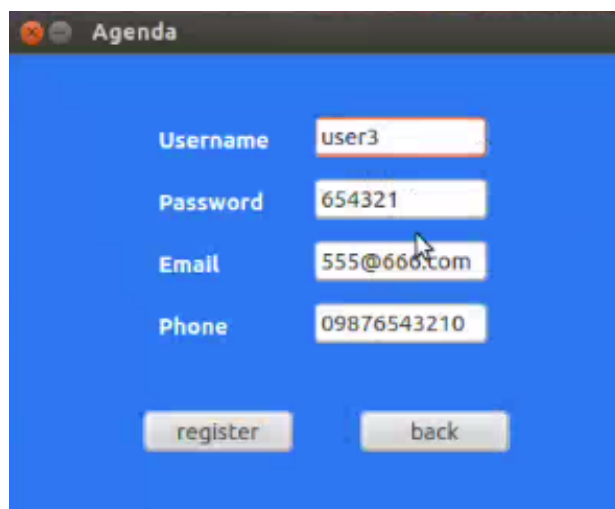 Agenda
Username user3
Password 654321
Email 555@666.com
Phone 09876543210
register back